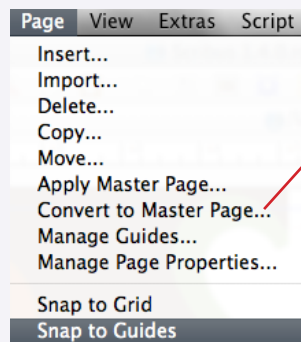 Page View Extras Script
Insert...
Import...
Delete...
Copy...
Move...
Apply Master Page...
Convert to Master Page...
Manage Guides...
Manage Page Properties...
Snap to Grid
Snap to Guides